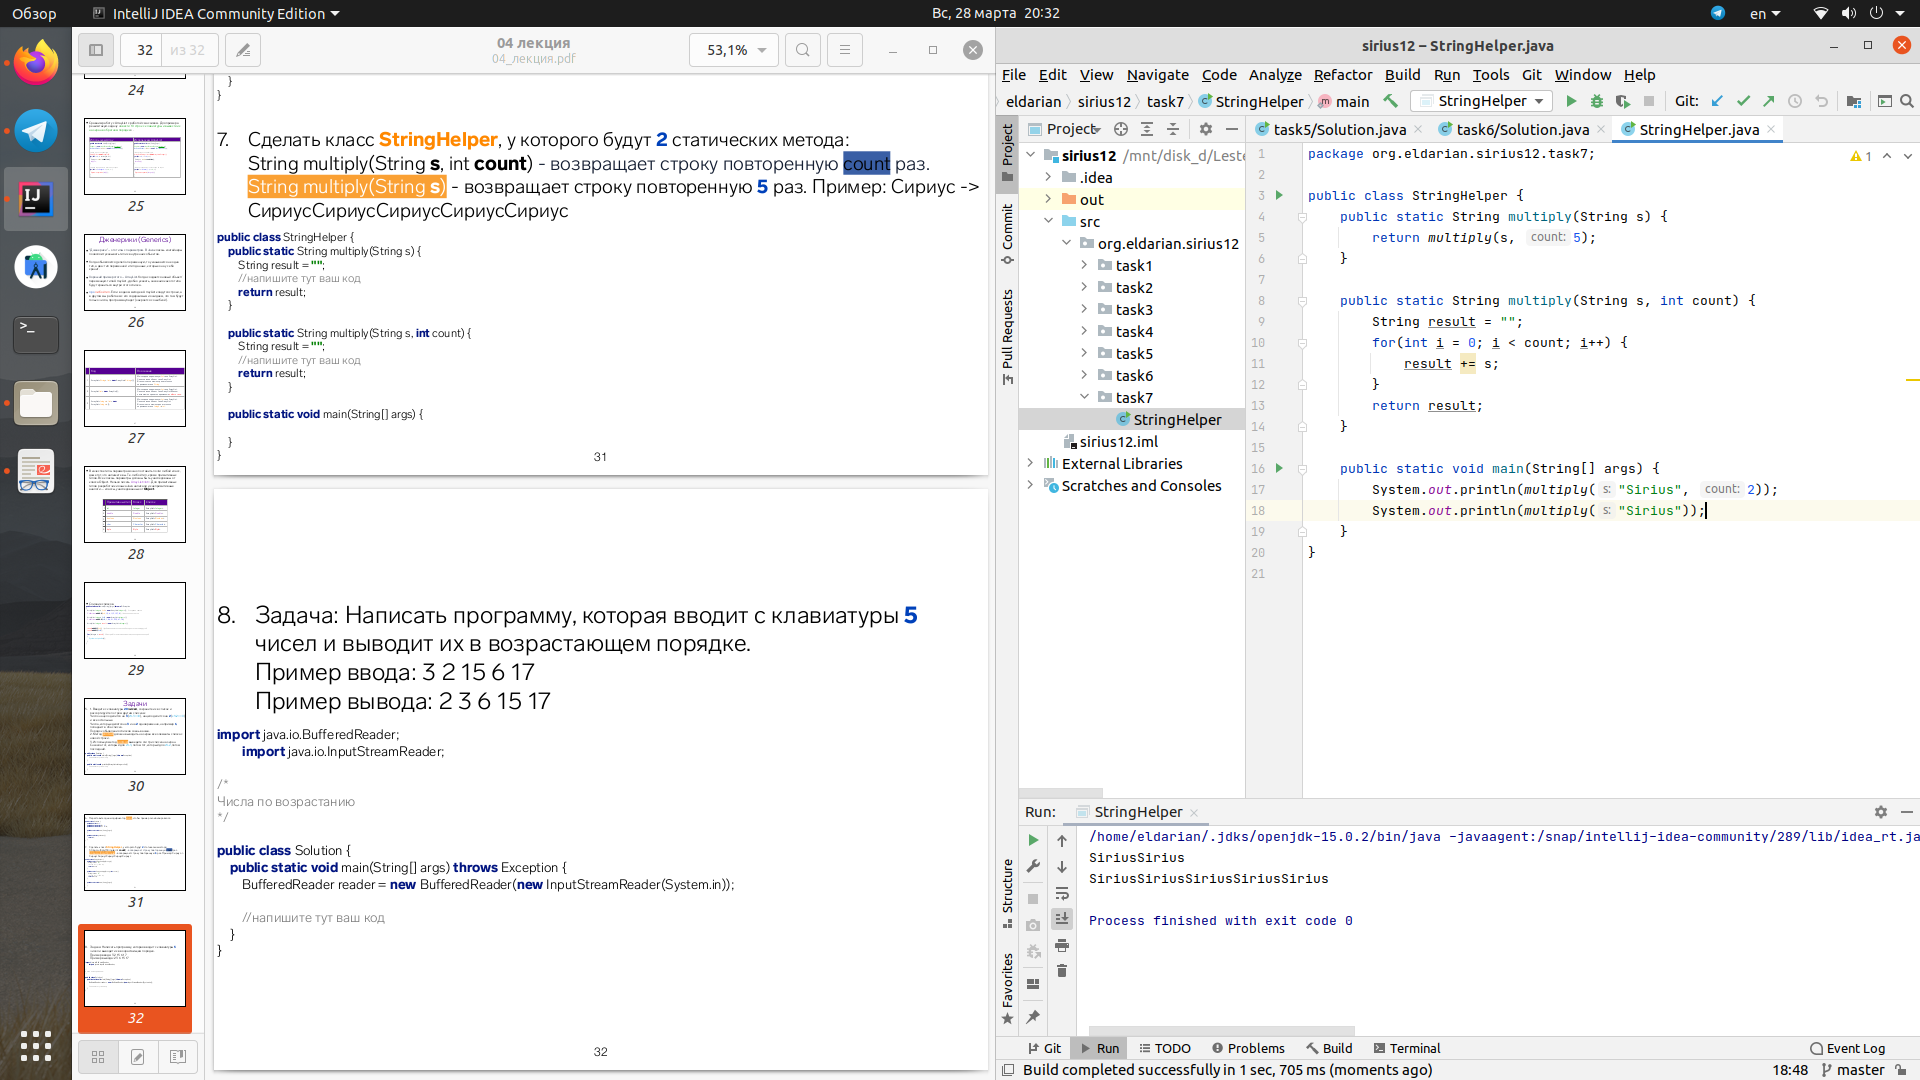 Обзор
IntelliJ IDEA Community Edition
Вс, 28 марта 20:32
en
32
из 32
04 лекция
04_лекция.pdf
53,1%
24
25
Дженерики (Generics)
26
27
28
29
Задачи
30
31
32
}
}
7. Сделать класс StringHelper, у которого будут 2 статических метода:
String multiply(String s, int count) - возвращает строку повторенную count раз.
String multiply(String s) - возвращает строку повторенную 5 раз. Пример: Сириус ->
СириусСириусСириусСириусСириус
public class StringHelper {
public static String multiply(String s) {
String result = "";
//напишите тут ваш код
return result;
}
public static String multiply(String s, int count) {
String result = "";
//напишите тут ваш код
return result;
}
public static void main(String[] args) {
}
}
31
8. Задача: Написать программу, которая вводит с клавиатуры 5
чисел и выводит их в возрастающем порядке.
Пример ввода: 3 2 15 6 17
Пример вывода: 2 3 6 15 17
import java.io.BufferedReader;
import java.io.InputStreamReader;
/*
Числа по возрастанию
*/
public class Solution {
public static void main(String[] args) throws Exception {
BufferedReader reader = new BufferedReader(new InputStreamReader(System.in));
//напишите тут ваш код
}
}
32
sirius12 – StringHelper.java
File Edit View Navigate Code Analyze Refactor Build Run Tools Git Window Help
eldarian sirius12 task7 StringHelper main
StringHelper
Git:
Project
task5/Solution.java
task6/Solution.java
StringHelper.java
Project
Commit
Pull Requests
Structure
Favorites
sirius12 /mnt/disk_d/Leste
.idea
out
src
org.eldarian.sirius12
task1
task2
task3
task4
task5
task6
task7
StringHelper
sirius12.iml
External Libraries
Scratches and Consoles
1
1 package org.eldarian.sirius12.task7;
2
3 public class StringHelper {
4 public static String multiply(String s) {
5 return multiply(s, count: 5);
6 }
7
8 public static String multiply(String s, int count) {
9 String result = "";
10 for(int i = 0; i < count; i++) {
11 result += s;
12 }
13 return result;
14 }
15
16 public static void main(String[] args) {
17 System.out.println(multiply( s: "Sirius", count: 2));
18 System.out.println(multiply( s: "Sirius"));
19 }
20 }
21
Run: StringHelper
/home/eldarian/.jdks/openjdk-15.0.2/bin/java -javaagent:/snap/intellij-idea-community/289/lib/idea_rt.ja
SiriusSirius
SiriusSiriusSiriusSiriusSirius
Process finished with exit code 0
Git Run TODO Problems Build Terminal
Event Log
Build completed successfully in 1 sec, 705 ms (moments ago)
18:48 master